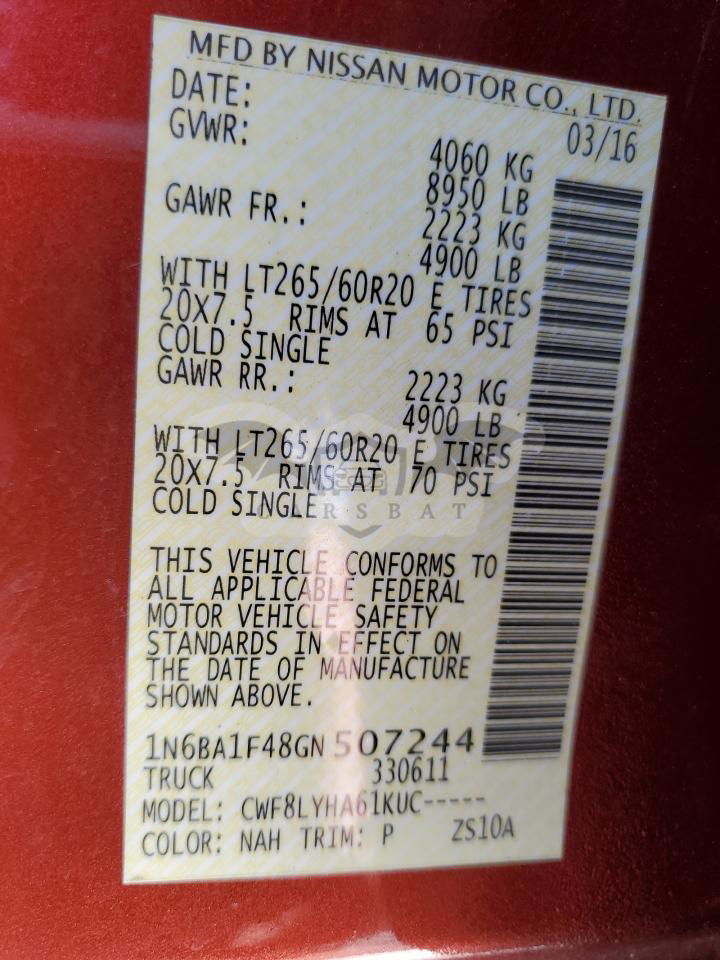 MFD BY NISSAN MOTOR CO., LTD.
DATE: 03/16
GVWR: 4060 KG
8950 LB
GAWR FR.: 2223 KG
4900 LB
WITH LT265/60R20 E TIRES
20X7.5 RIMS AT 65 PSI
COLD SINGLE
GAWR RR.: 2223 KG
4900 LB
WITH LT265/60R20 E TIRES
20X7.5 RIMS AT 70 PSI
COLD SINGLE
CARSBAT
THIS VEHICLE CONFORMS TO
ALL APPLICABLE FEDERAL
MOTOR VEHICLE SAFETY
STANDARDS IN EFFECT ON
THE DATE OF MANUFACTURE
SHOWN ABOVE.
1N6BA1F48GN507244
TRUCK 330611
MODEL: CWF8LYHA61KUC-----
COLOR: NAH TRIM: P ZS10A